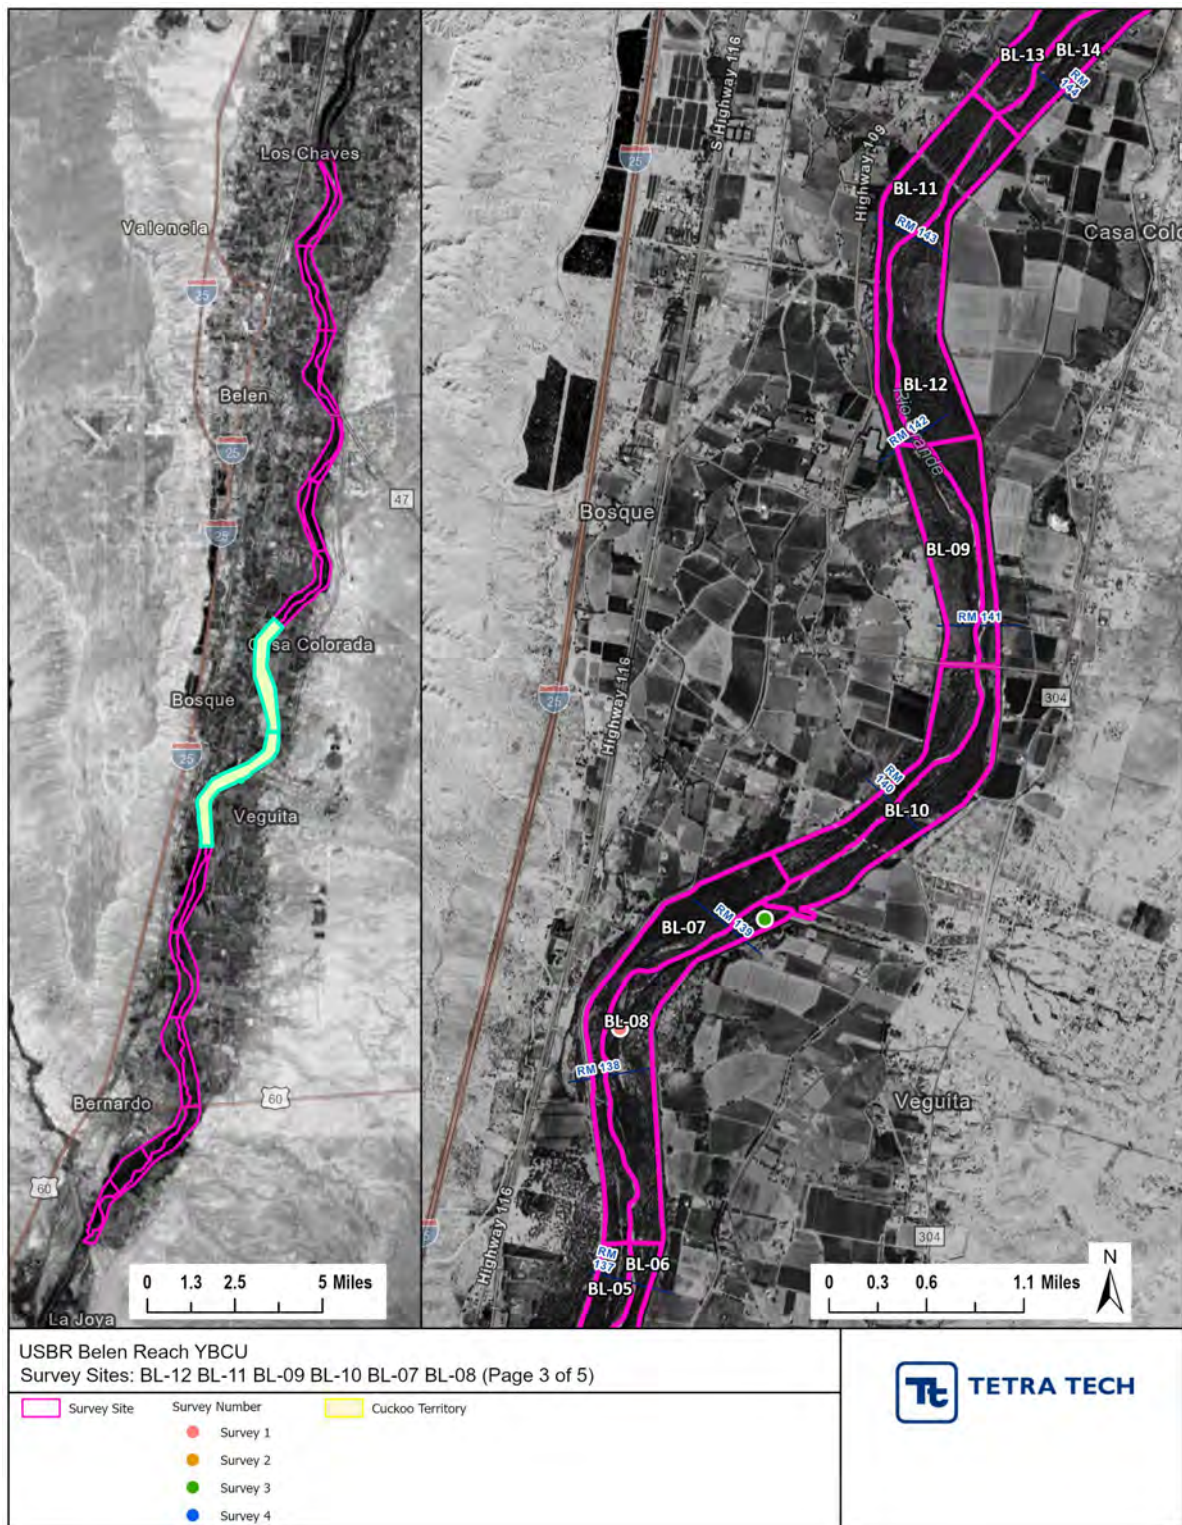 Los Chaves
Valencia
25
Belen
25
47
25
Casa Colorada
Bosque
25
Veguita
Bernardo
60
60
La Joya
0 1.3 2.5 5 Miles
BL-13
BL-14
RM 144
S Highway 116
25
Highway 109
BL-11
RM 143
Casa Colo
BL-12
Rio Grande
RM 142
Bosque
BL-09
RM 141
304
25
Highway 116
RM 140
BL-10
RM 139
BL-07
BL-08
RM 138
Veguita
Highway 116
304
RM 137
BL-06
BL-05
N
0 0.3 0.6 1.1 Miles
USBR Belen Reach YBCU
Survey Sites: BL-12 BL-11 BL-09 BL-10 BL-07 BL-08 (Page 3 of 5)
Survey Site
Survey Number
Cuckoo Territory
Survey 1
Survey 2
Survey 3
Survey 4
Tt TETRA TECH